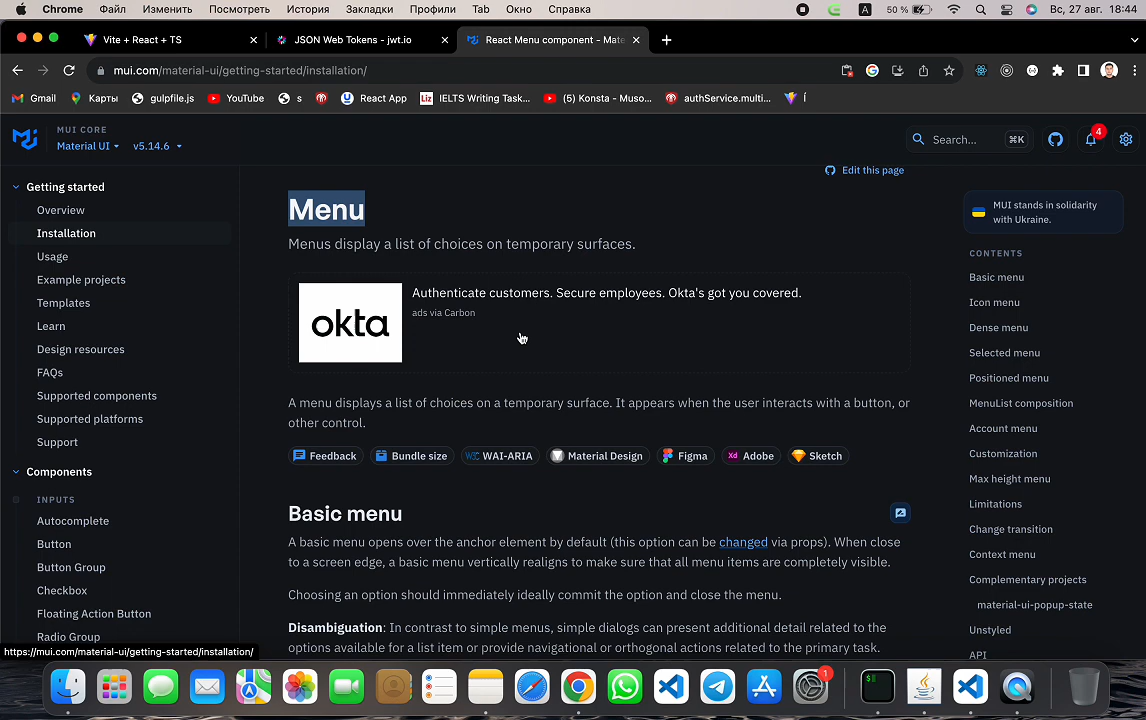 Chrome Файл Изменить Посмотреть История Закладки Профили Tab Окно Справка A 50 % Вс, 27 авг. 18:44
Vite + React + TS JSON Web Tokens - jwt.io React Menu component - Mate
mui.com/material-ui/getting-started/installation/
Gmail Карты gulpfile.js YouTube s React App Liz IELTS Writing Task... (5) Konsta - Muso... authService.multi... Í
MUI CORE
Material UI v5.14.6
Search... ⌘K 4
Getting started
Overview
Installation
Usage
Example projects
Templates
Learn
Design resources
FAQs
Supported components
Supported platforms
Support
Components
INPUTS
Autocomplete
Button
Button Group
Checkbox
Floating Action Button
Radio Group
https://mui.com/material-ui/getting-started/installation/
Edit this page
Menu
Menus display a list of choices on temporary surfaces.
okta
Authenticate customers. Secure employees. Okta's got you covered.
ads via Carbon
A menu displays a list of choices on a temporary surface. It appears when the user interacts with a button, or
other control.
Feedback Bundle size W3C WAI-ARIA Material Design Figma Xd Adobe Sketch
Basic menu
A basic menu opens over the anchor element by default (this option can be changed via props). When close
to a screen edge, a basic menu vertically realigns to make sure that all menu items are completely visible.
Choosing an option should immediately ideally commit the option and close the menu.
Disambiguation: In contrast to simple menus, simple dialogs can present additional detail related to the
options available for a list item or provide navigational or orthogonal actions related to the primary task.
MUI stands in solidarity
with Ukraine.
CONTENTS
Basic menu
Icon menu
Dense menu
Selected menu
Positioned menu
MenuList composition
Account menu
Customization
Max height menu
Limitations
Change transition
Context menu
Complementary projects
material-ui-popup-state
Unstyled
API
1